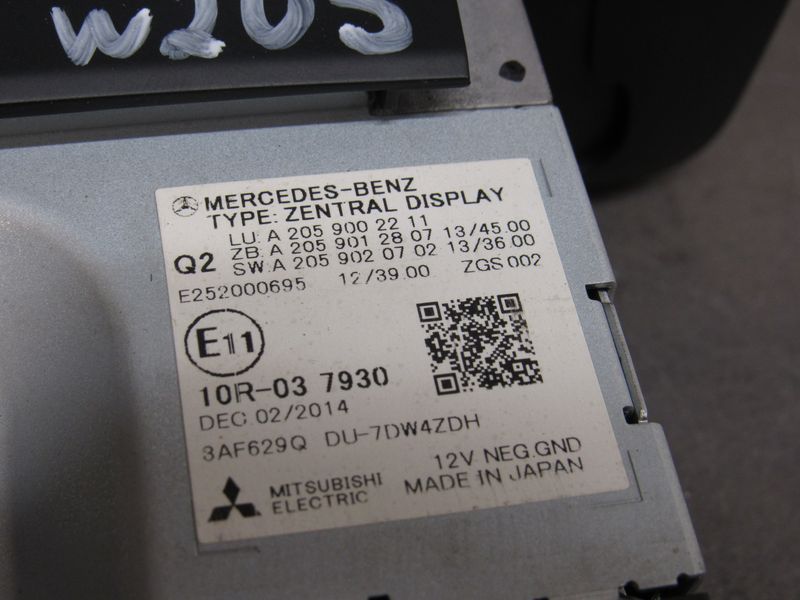 W205
MERCEDES-BENZ
TYPE: ZENTRAL DISPLAY
LU: A 205 900 22 11
ZB: A 205 901 28 07 13/45.00
Q2 SW: A 205 902 07 02 13/36.00
E252000695 12/39.00 ZGS 002
E11
10R-03 7930
DEC.02/2014
3AF629Q DU-7DW4ZDH
12V NEG.GND
MITSUBISHI ELECTRIC MADE IN JAPAN